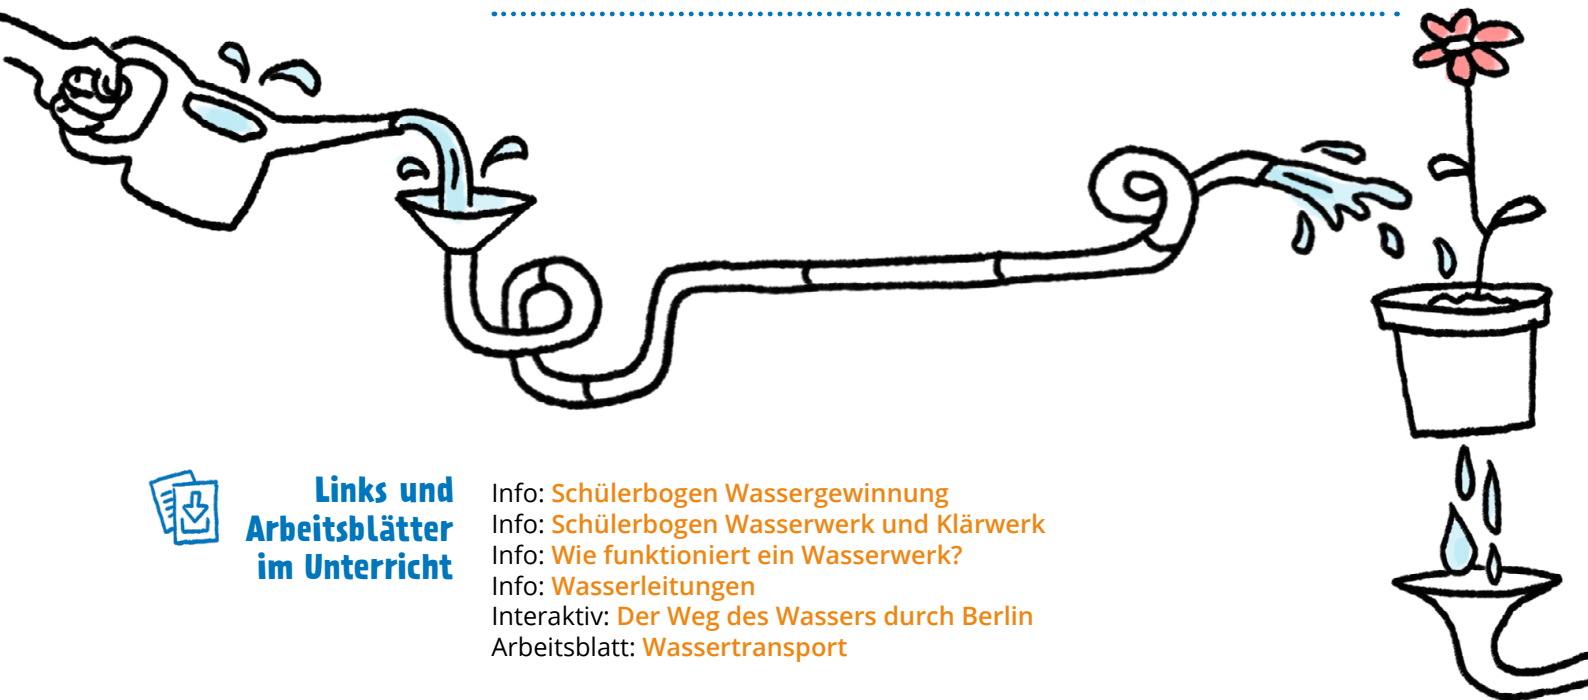 Links und
Arbeitsblätter
im Unterricht
Info: Schülerbogen Wassergewinnung
Info: Schülerbogen Wasserwerk und Klärwerk
Info: Wie funktioniert ein Wasserwerk?
Info: Wasserleitungen
Interaktiv: Der Weg des Wassers durch Berlin
Arbeitsblatt: Wassertransport